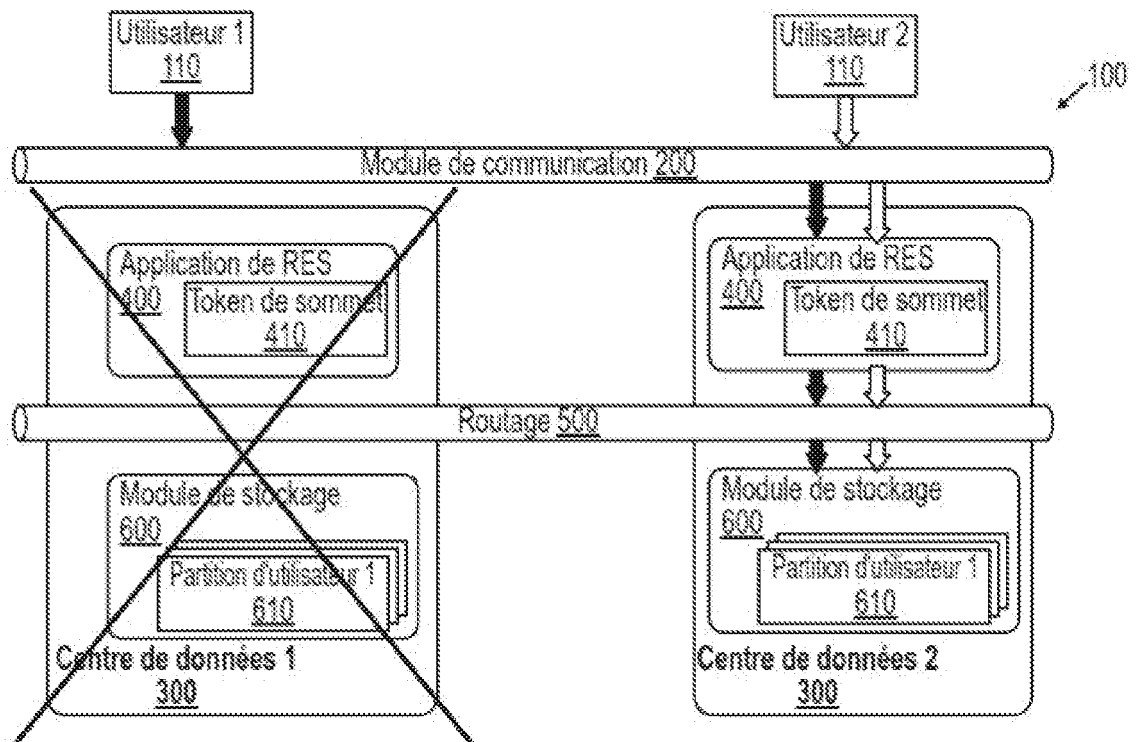 Utilisateur 1
110
Utilisateur 2
110
100
Module de communication 200
Application de RES
400
Token de sommet
410
Application de RES
400
Token de sommet
410
Routage 500
Module de stockage
600
Partition d'utilisateur 1
610
Centre de données 1
300
Module de stockage
600
Partition d'utilisateur 1
610
Centre de données 2
300